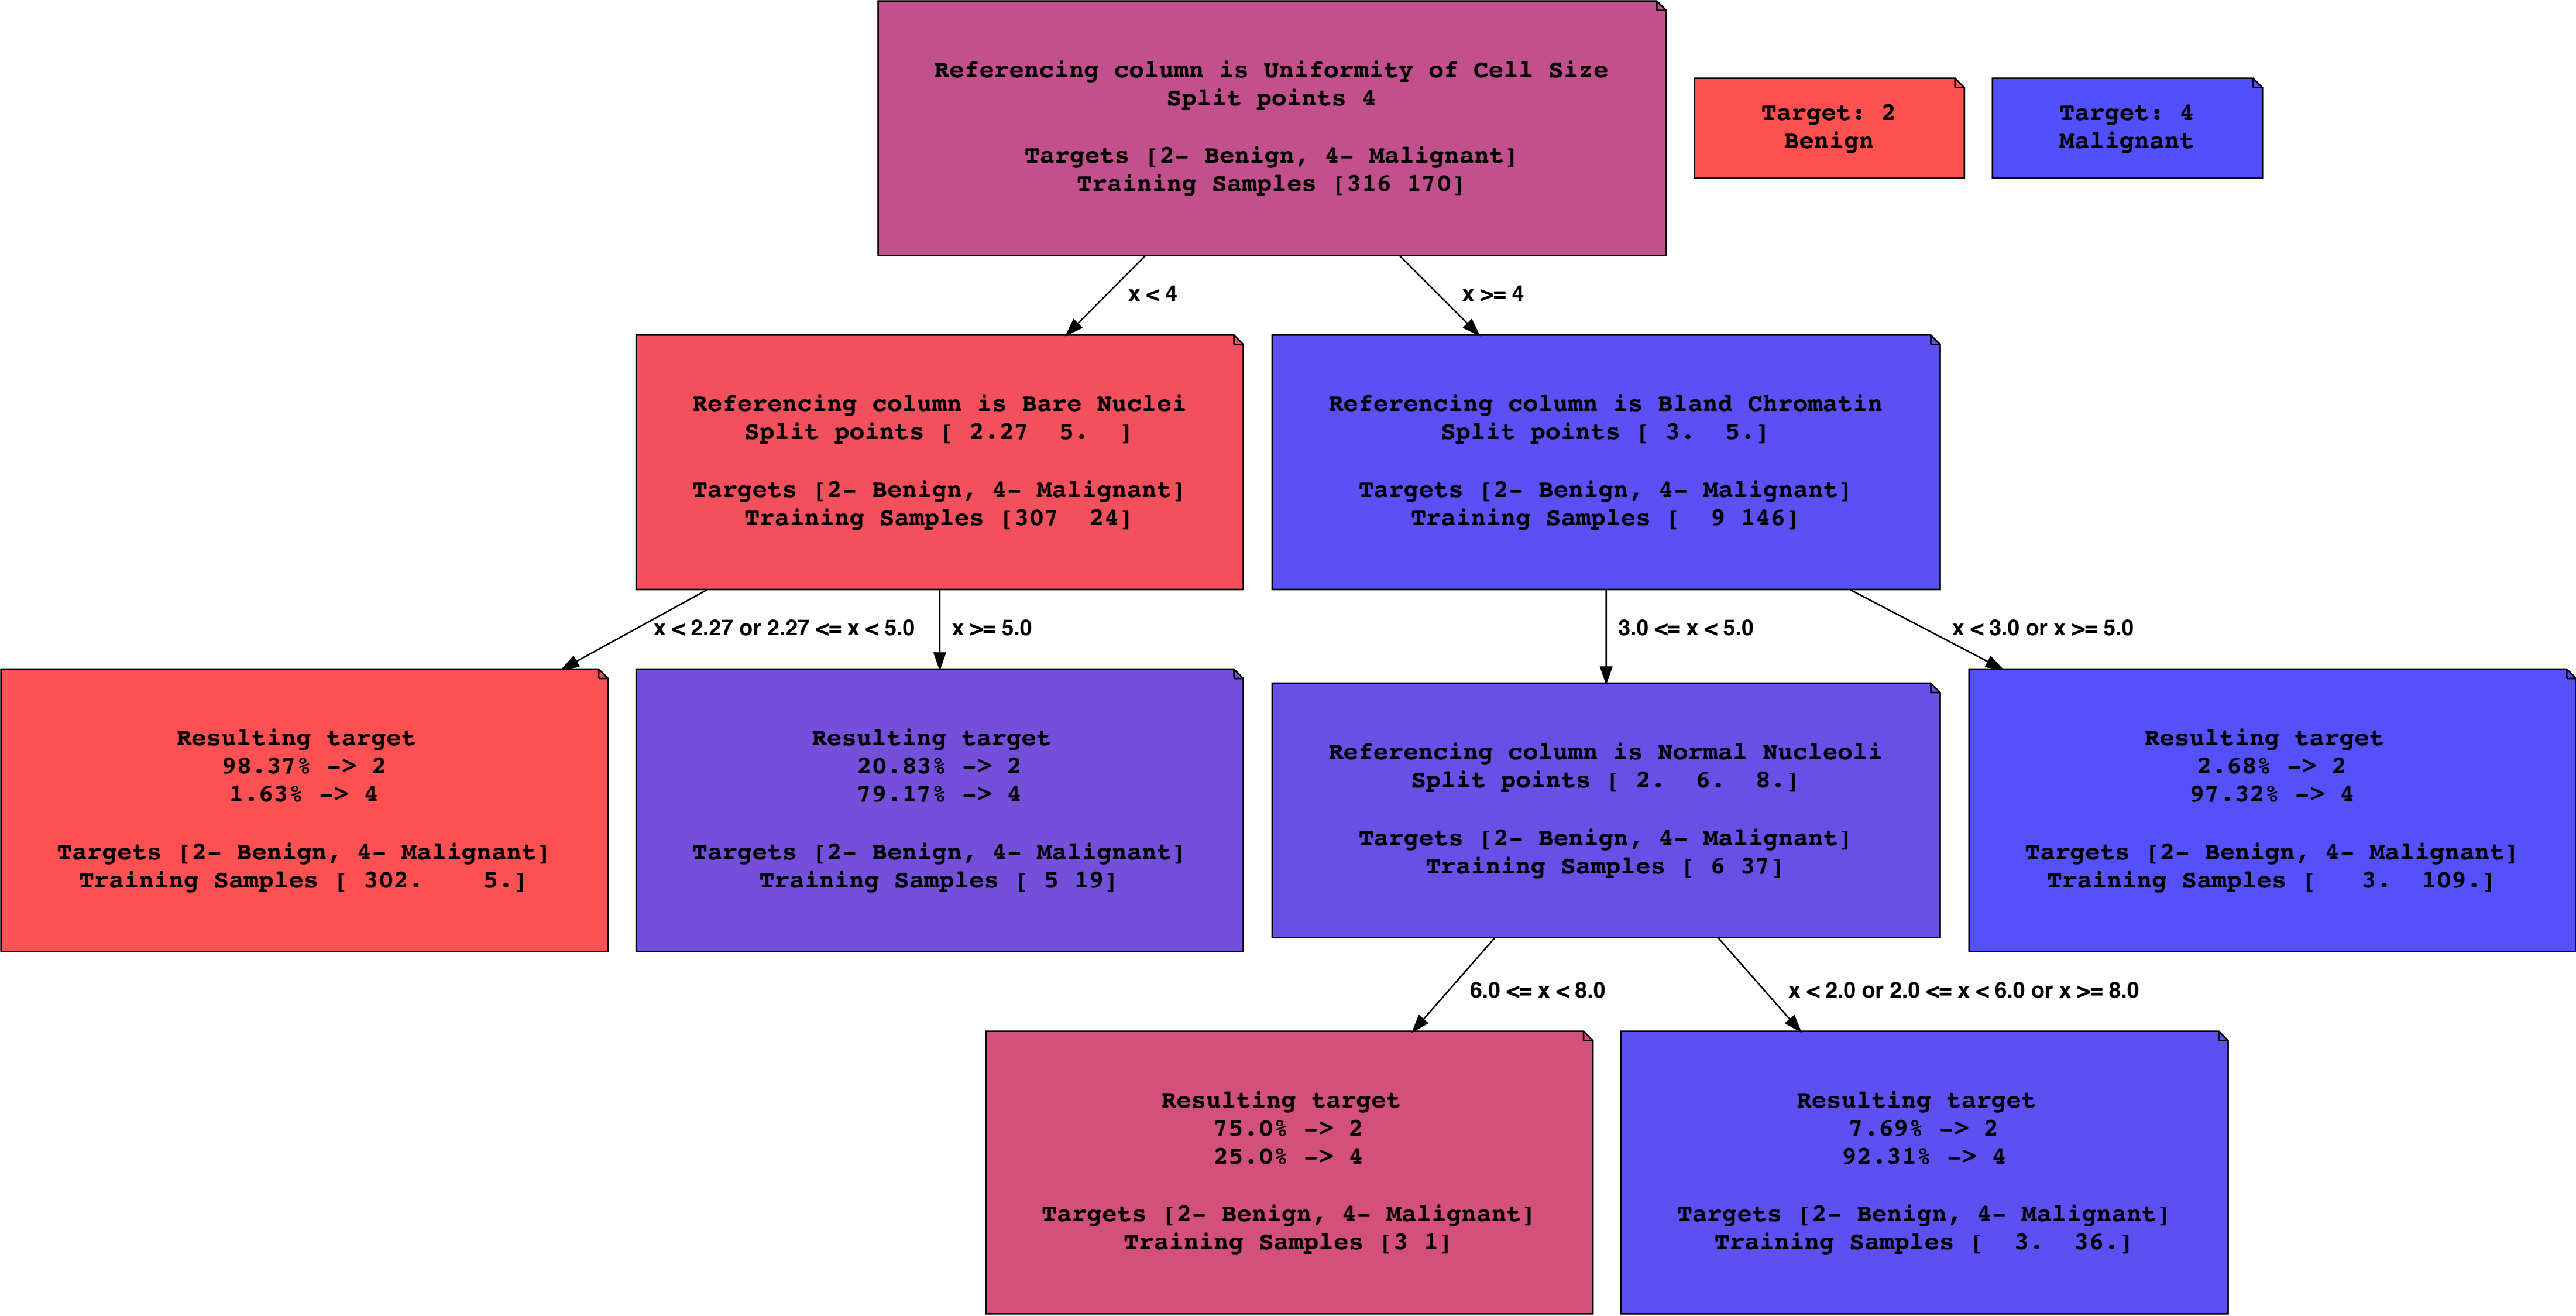 Referencing column is Uniformity of Cell Size
Split points 4
Targets [2- Benign, 4- Malignant]
Training Samples [316 170]
Target: 2
Benign
Target: 4
Malignant
x < 4
x >= 4
Referencing column is Bare Nuclei
Split points [ 2.27  5.  ]
Targets [2- Benign, 4- Malignant]
Training Samples [307  24]
Referencing column is Bland Chromatin
Split points [ 3.  5.]
Targets [2- Benign, 4- Malignant]
Training Samples [  9 146]
x < 2.27 or 2.27 <= x < 5.0
x >= 5.0
3.0 <= x < 5.0
x < 3.0 or x >= 5.0
Resulting target
98.37% -> 2
1.63% -> 4
Targets [2- Benign, 4- Malignant]
Training Samples [ 302.    5.]
Resulting target
20.83% -> 2
79.17% -> 4
Targets [2- Benign, 4- Malignant]
Training Samples [ 5 19]
Referencing column is Normal Nucleoli
Split points [ 2.  6.  8.]
Targets [2- Benign, 4- Malignant]
Training Samples [ 6 37]
Resulting target
2.68% -> 2
97.32% -> 4
Targets [2- Benign, 4- Malignant]
Training Samples [   3.  109.]
6.0 <= x < 8.0
x < 2.0 or 2.0 <= x < 6.0 or x >= 8.0
Resulting target
75.0% -> 2
25.0% -> 4
Targets [2- Benign, 4- Malignant]
Training Samples [3 1]
Resulting target
7.69% -> 2
92.31% -> 4
Targets [2- Benign, 4- Malignant]
Training Samples [  3.  36.]